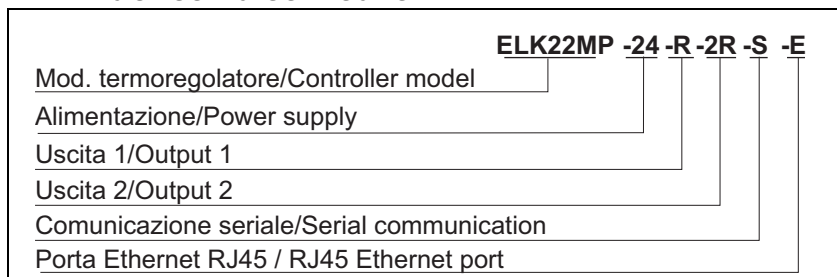 ELK22MP -24 -R -2R -S -E
Mod. termoregolatore/Controller model
Alimentazione/Power supply
Uscita 1/Output 1
Uscita 2/Output 2
Comunicazione seriale/Serial communication
Porta Ethernet RJ45 / RJ45 Ethernet port